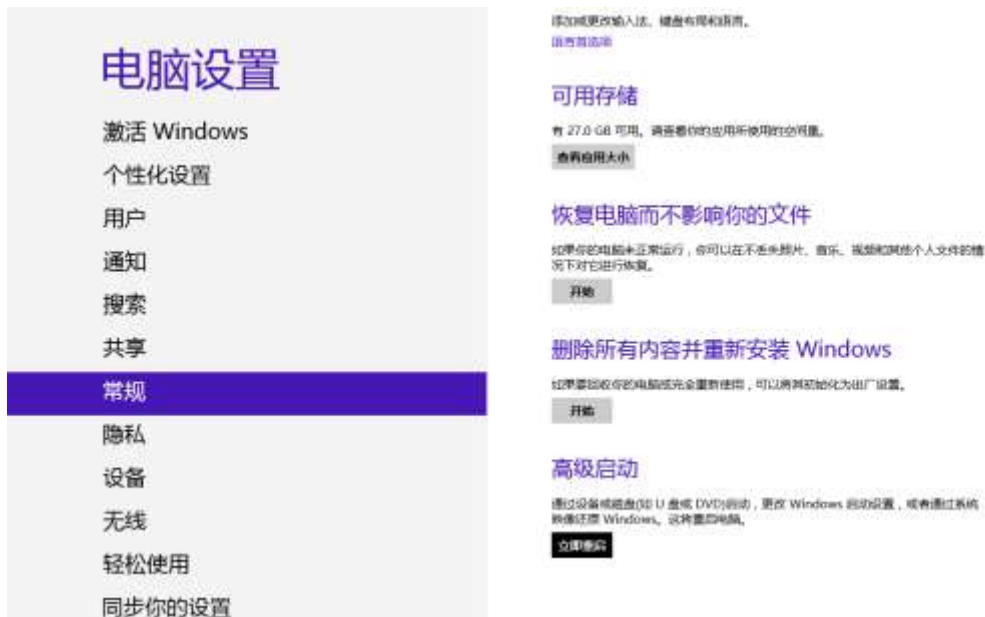 电脑设置
激活 Windows
个性化设置
用户
通知
搜索
共享
常规
隐私
设备
无线
轻松使用
同步你的设置
添加或更改输入法、键盘布局和语言。
语言首选项
可用存储
有 27.0 GB 可用。请查看你的应用所使用的空间量。
查看应用大小
恢复电脑而不影响你的文件
如果你的电脑未正常运行，你可以在不丢失照片、音乐、视频和其他个人文件的情
况下对它进行恢复。
开始
删除所有内容并重新安装 Windows
如果要回收你的电脑或完全重新使用，可以将其初始化为出厂设置。
开始
高级启动
通过设备或磁盘(如 U 盘或 DVD)启动，更改 Windows 启动设置，或者通过系统
映像还原 Windows。这将重启电脑。
立即重启